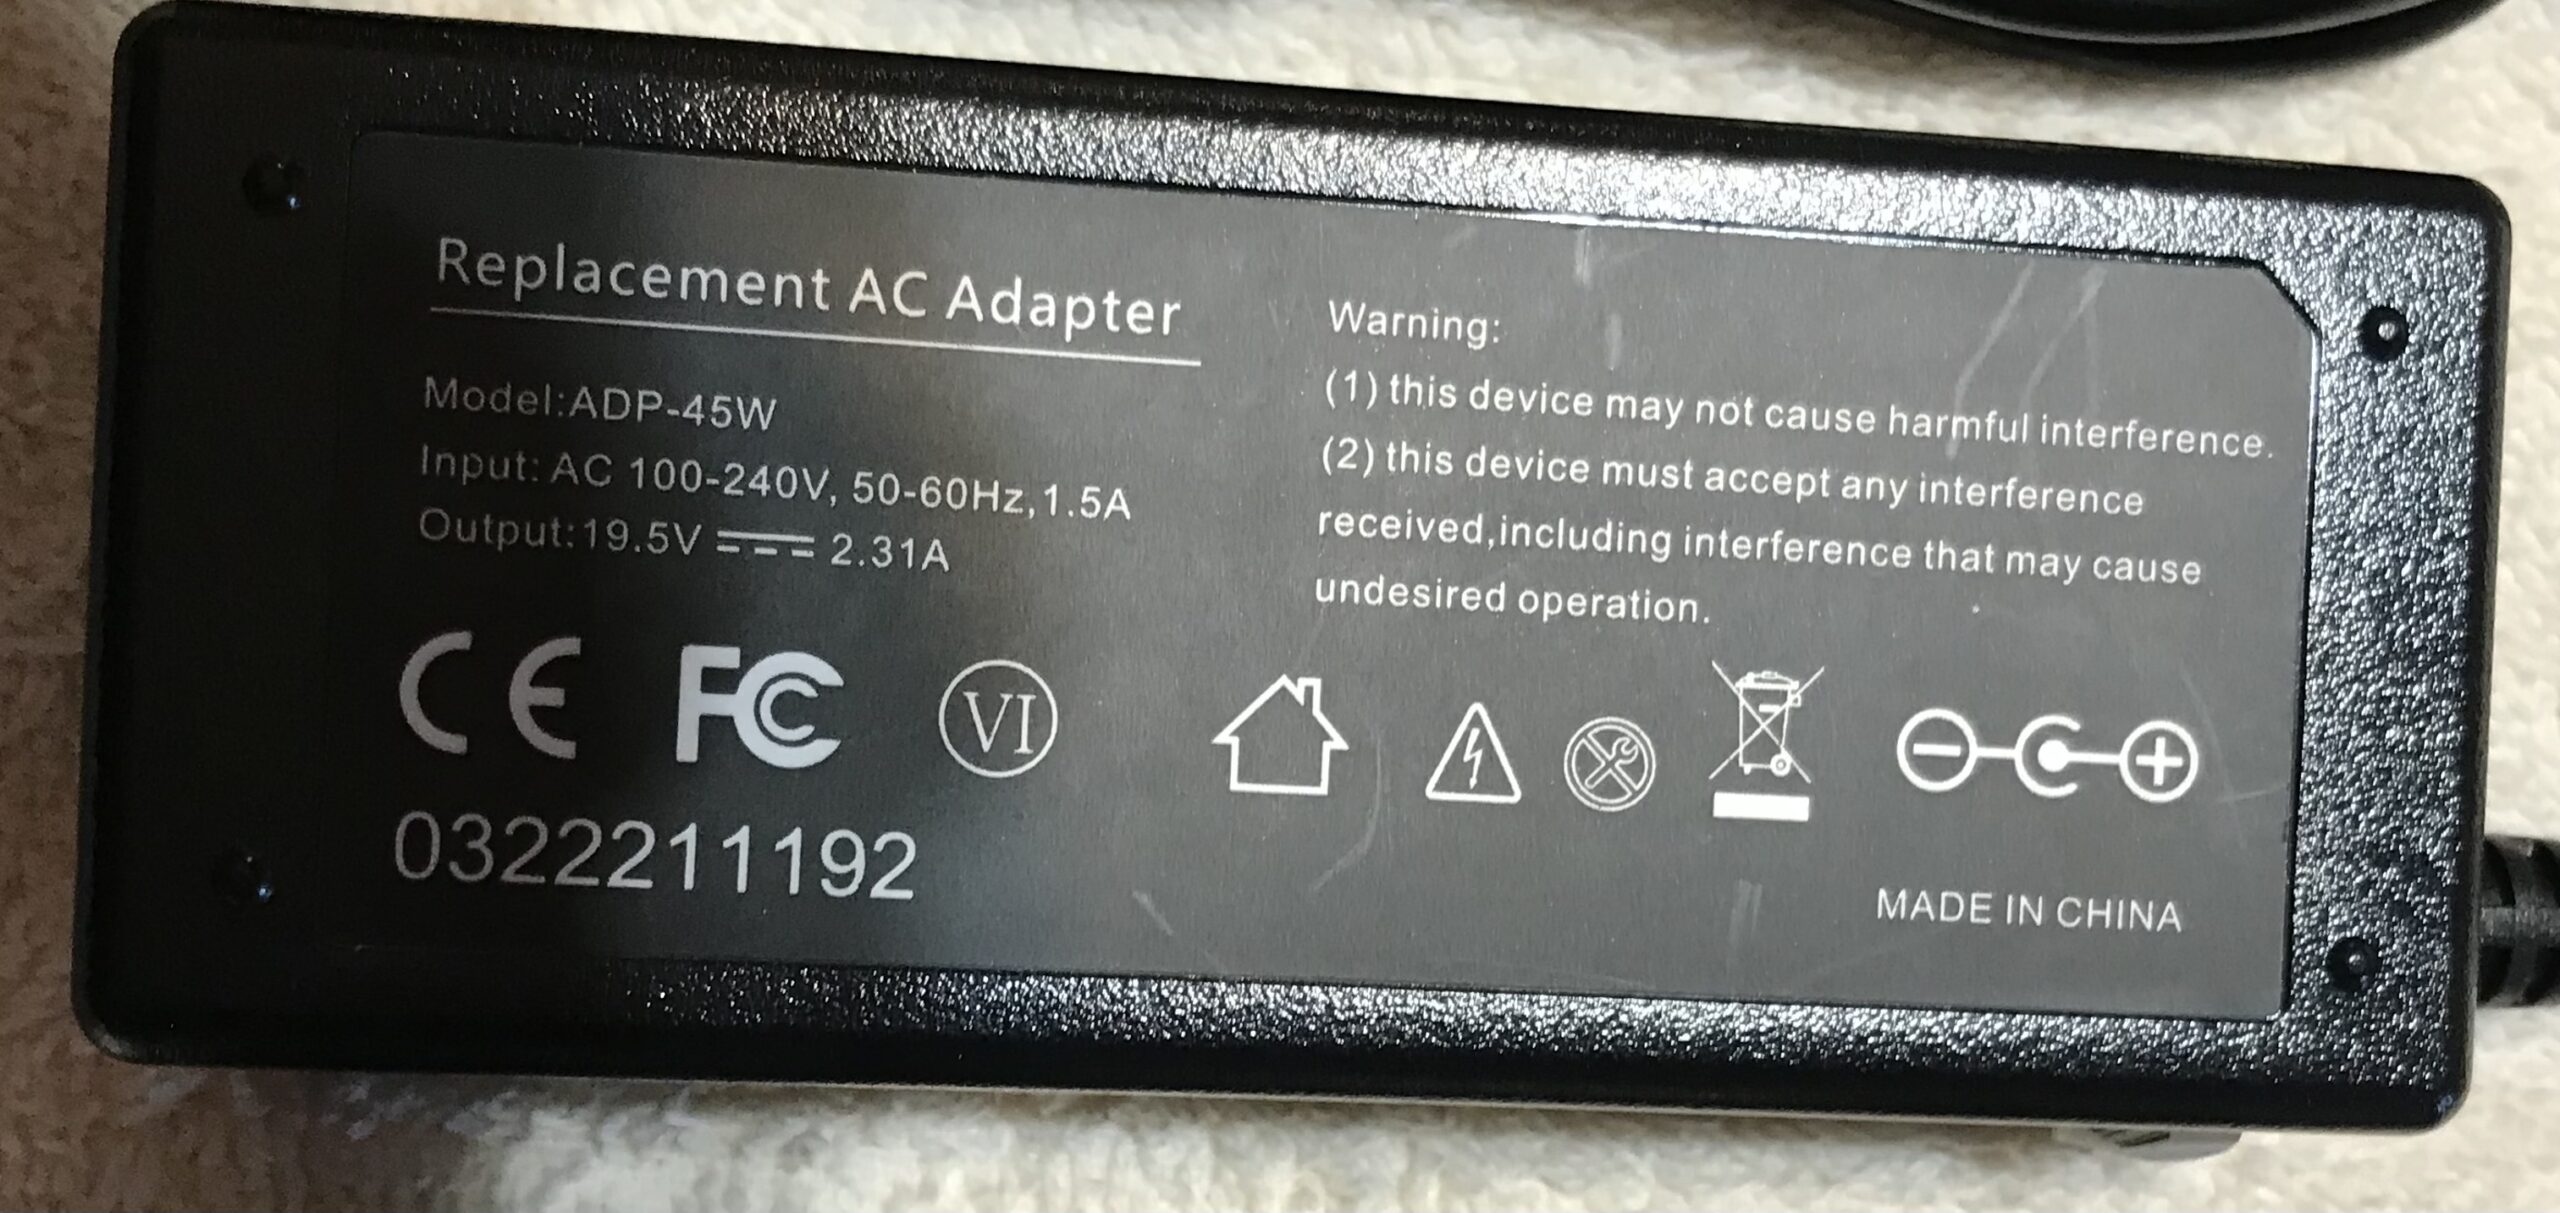 Replacement AC Adapter
Model:ADP-45W
Input: AC 100-240V, 50-60Hz,1.5A
Output:19.5V ⎓ 2.31A
CE FC VI
0322211192
Warning:
(1) this device may not cause harmful interference.
(2) this device must accept any interference
received,including interference that may cause
undesired operation.
MADE IN CHINA